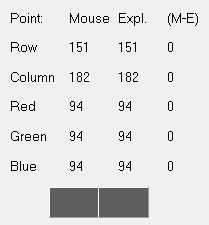 Point: Mouse Expl. (M-E)
Row 151 151 0
Column 182 182 0
Red 94 94 0
Green 94 94 0
Blue 94 94 0